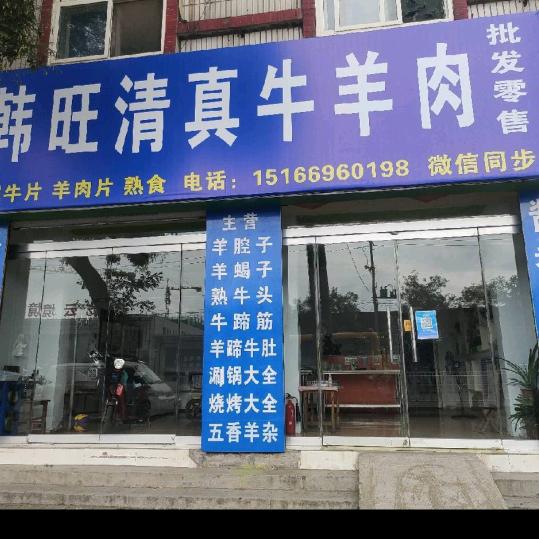 韩旺清真牛羊肉
批发零售
牛片 羊肉片 熟食 电话：15166960198 微信同步
主营
羊腔子
羊蝎子
熟牛头
牛蹄筋
羊蹄牛肚
涮锅大全
烧烤大全
五香羊杂